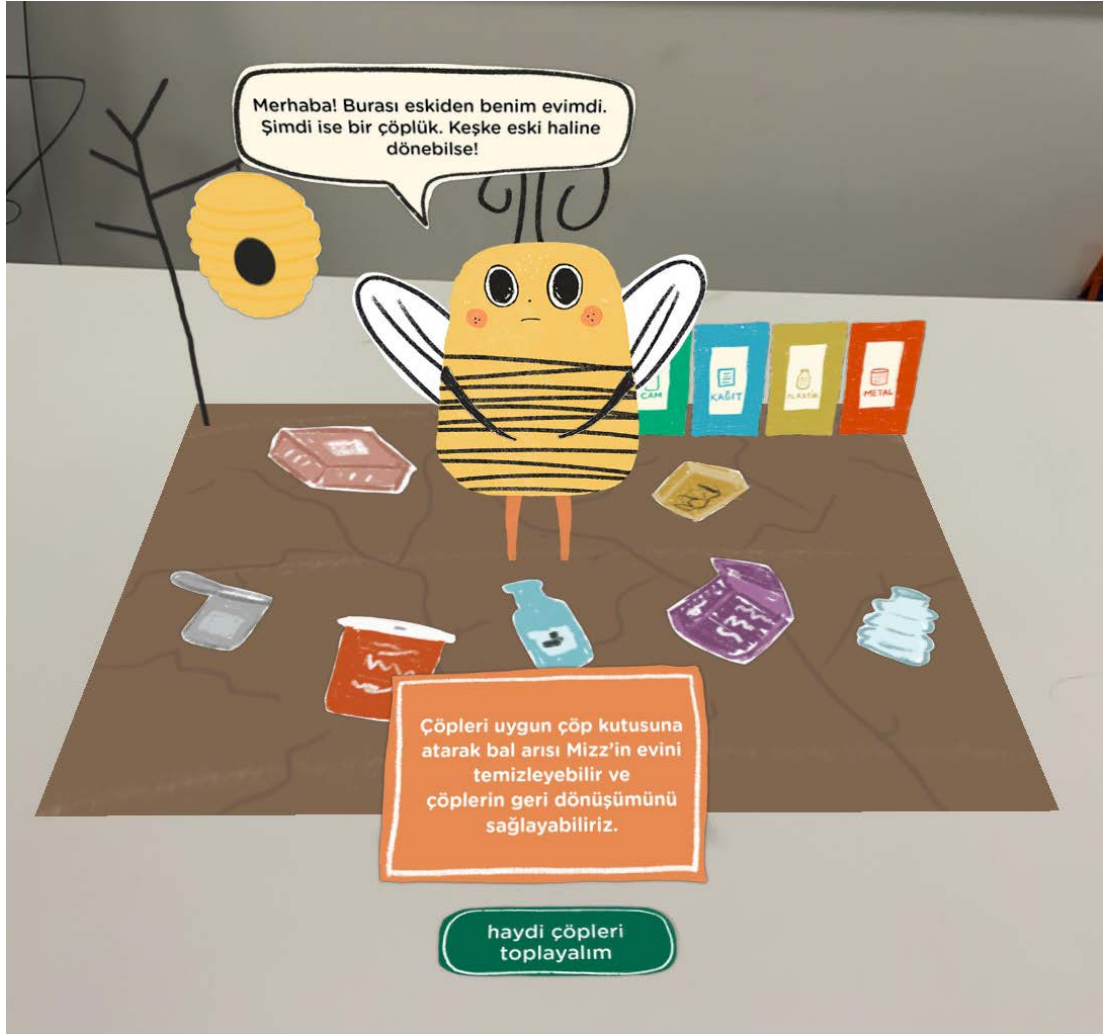 Merhaba! Burası eskiden benim evimdi.
Şimdi ise bir çöplük. Keşke eski haline
dönebilse!
CAM
KAĞIT
PLASTİK
METAL
Çöpleri uygun çöp kutusuna
atarak bal arısı Mizz'in evini
temizleyebilir ve
çöplerin geri dönüşümünü
sağlayabiliriz.
haydi çöpleri
toplayalım